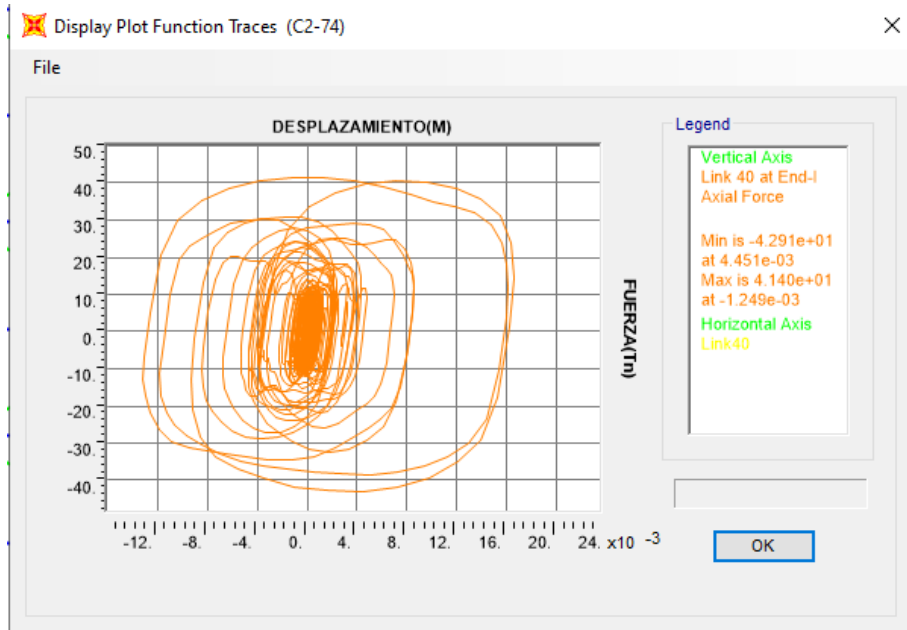 Display Plot Function Traces (C2-74)
File
DESPLAZAMIENTO(M)
50.
40.
30.
20.
10.
0.
-10.
-20.
-30.
-40.
-12. -8. -4. 0. 4. 8. 12. 16. 20. 24. x10 -3
FUERZA(Tn)
Legend
Vertical Axis
Link 40 at End-I
Axial Force
Min is -4.291e+01
at 4.451e-03
Max is 4.140e+01
at -1.249e-03
Horizontal Axis
Link40
OK